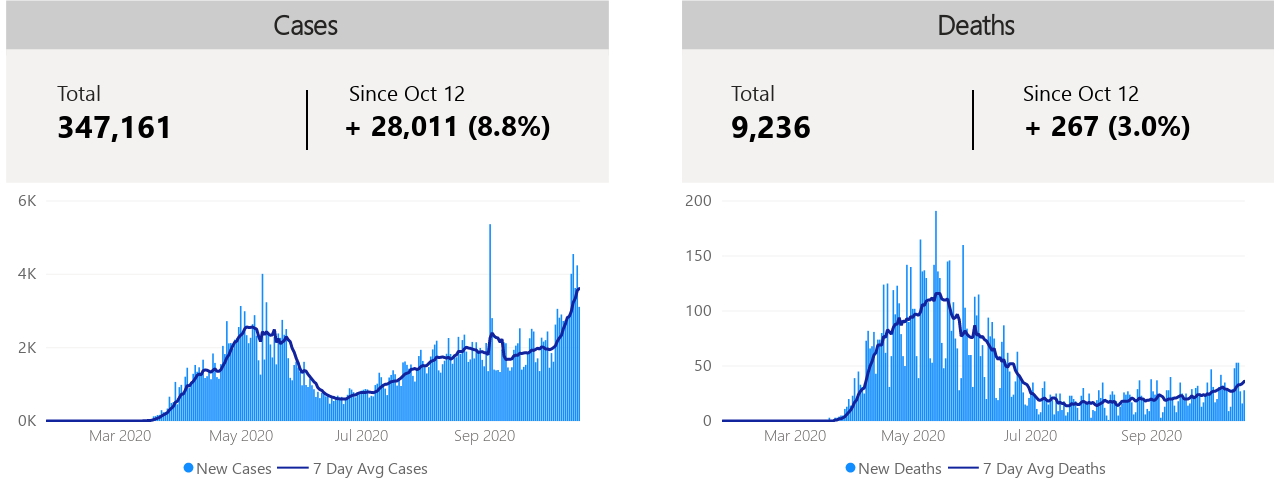 Cases
Total
347,161
Since Oct 12
+ 28,011 (8.8%)
6K
4K
2K
0K
Mar 2020
May 2020
Jul 2020
Sep 2020
New Cases
7 Day Avg Cases
Deaths
Total
9,236
Since Oct 12
+ 267 (3.0%)
200
150
100
50
0
Mar 2020
May 2020
Jul 2020
Sep 2020
New Deaths
7 Day Avg Deaths